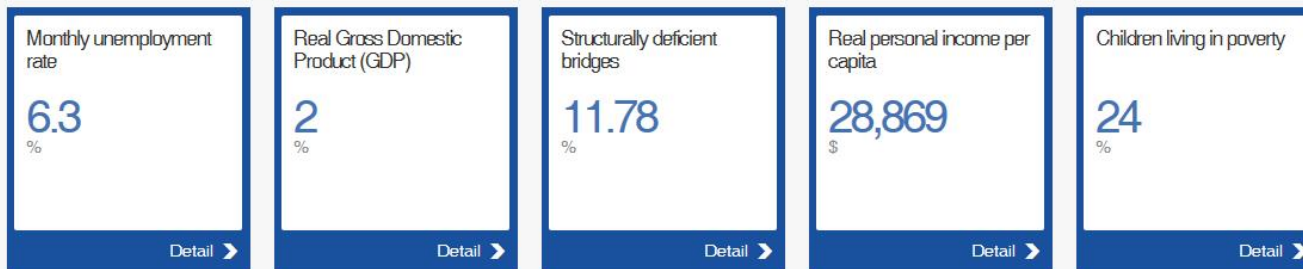 Monthly unemployment
rate
6.3
%
Detail
Real Gross Domestic
Product (GDP)
2
%
Detail
Structurally deficient
bridges
11.78
%
Detail
Real personal income per
capita
28,869
$
Detail
Children living in poverty
24
%
Detail